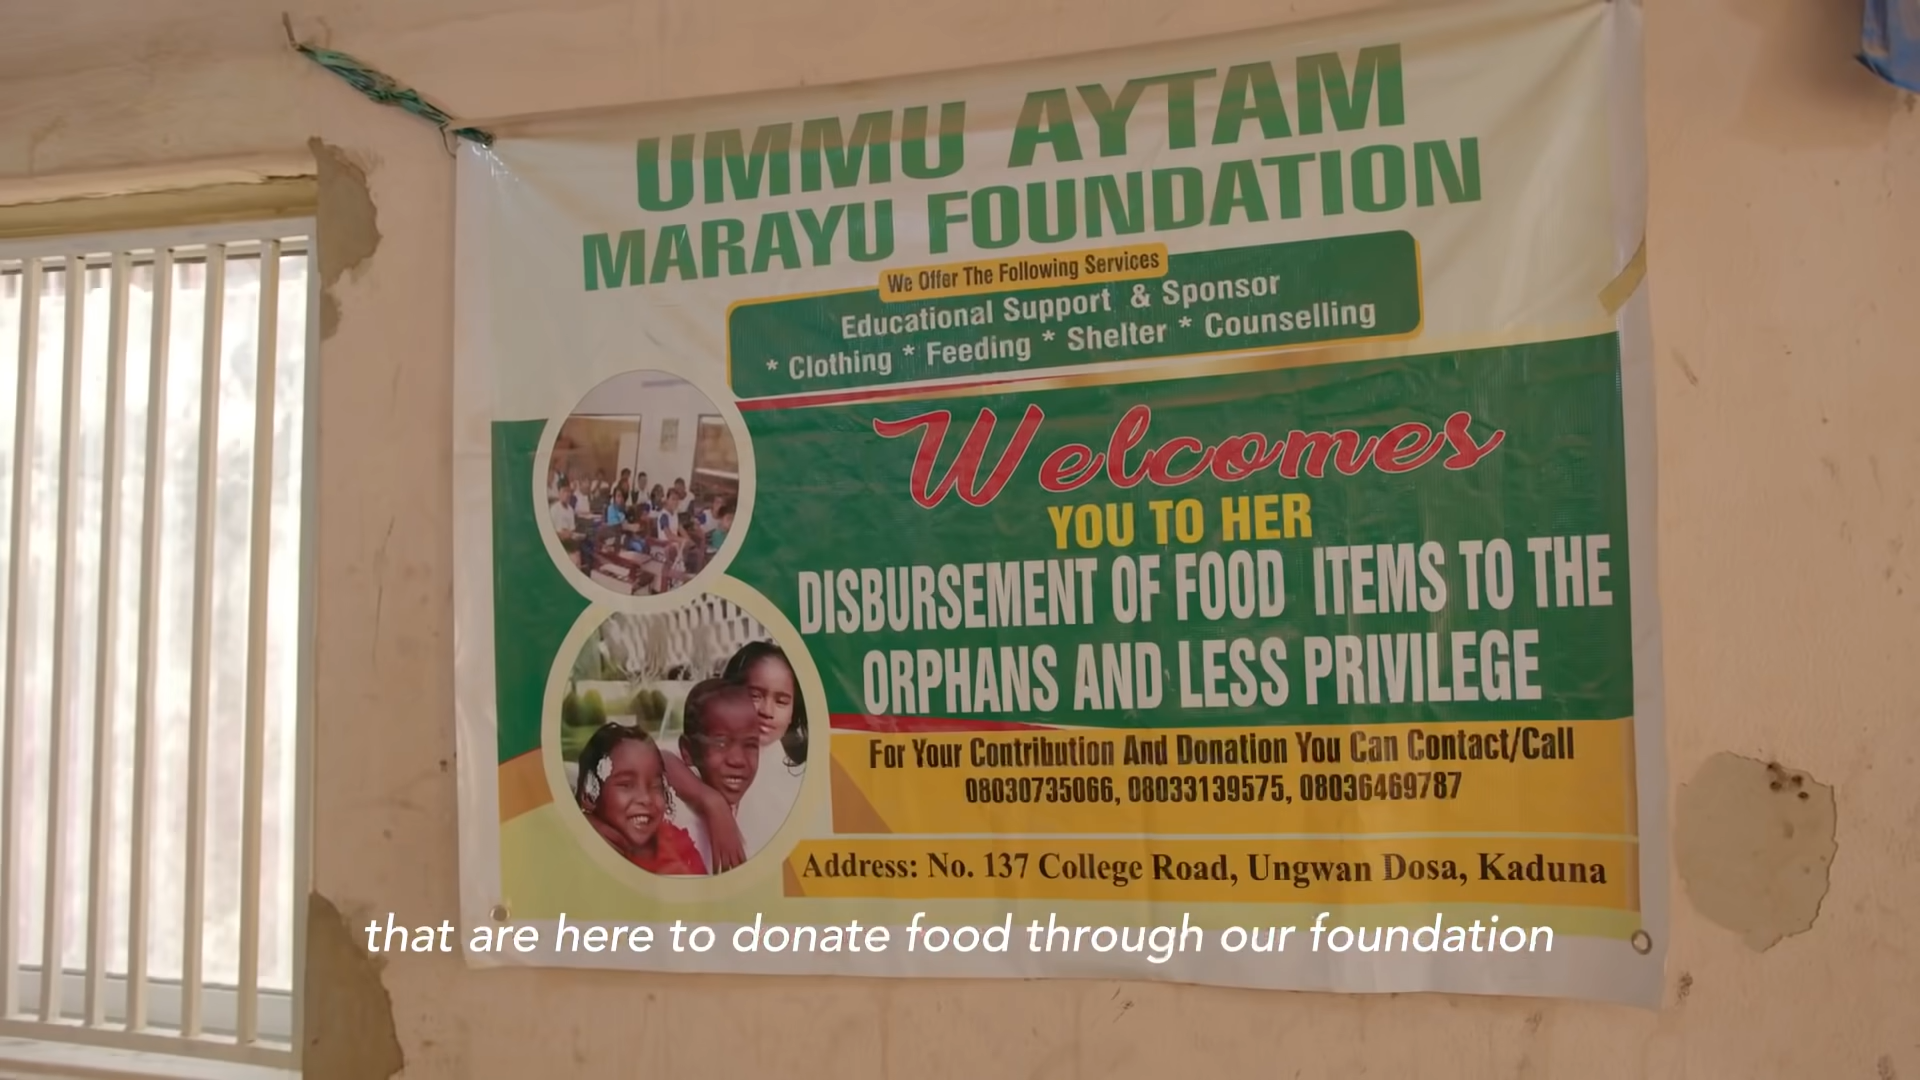 UMMU AYTAM
MARAYU FOUNDATION
We Offer The Following Services
Educational Support & Sponsor
* Clothing * Feeding * Shelter * Counselling
Welcomes
YOU TO HER
DISBURSEMENT OF FOOD ITEMS TO THE
ORPHANS AND LESS PRIVILEGE
For Your Contribution And Donation You Can Contact/Call
08030735066, 08033139575, 08036469787
Address: No. 137 College Road, Ungwan Dosa, Kaduna
that are here to donate food through our foundation